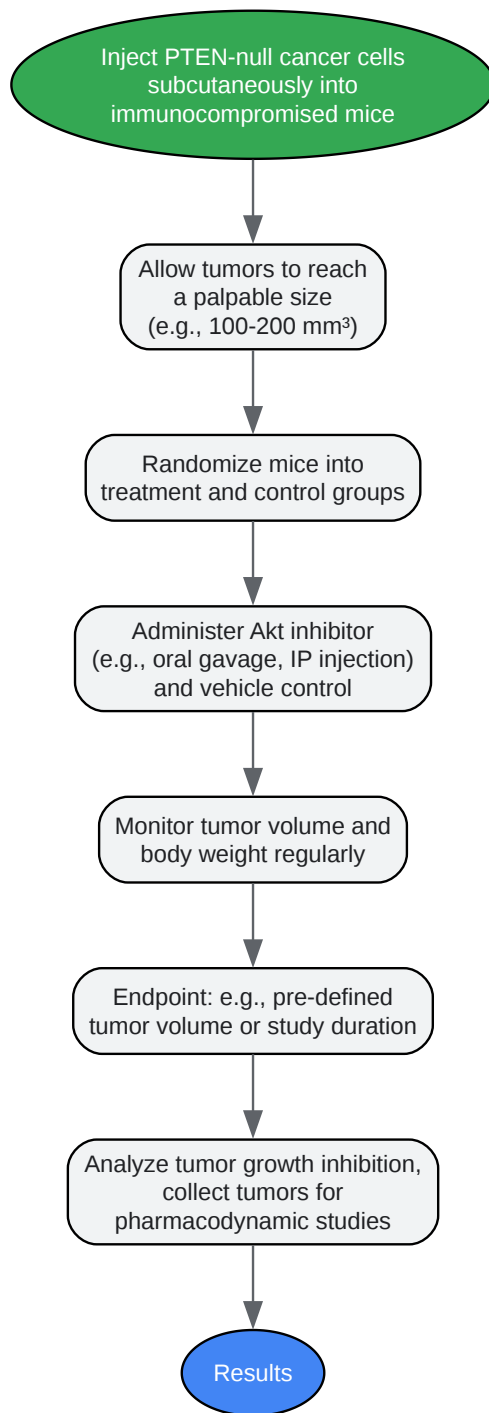 Inject PTEN-null cancer cells
subcutaneously into
immunocompromised mice
Allow tumors to reach
a palpable size
(e.g., 100-200 mm³)
Randomize mice into
treatment and control groups
Administer Akt inhibitor
(e.g., oral gavage, IP injection)
and vehicle control
Monitor tumor volume and
body weight regularly
Endpoint: e.g., pre-defined
tumor volume or study duration
Analyze tumor growth inhibition,
collect tumors for
pharmacodynamic studies
Results